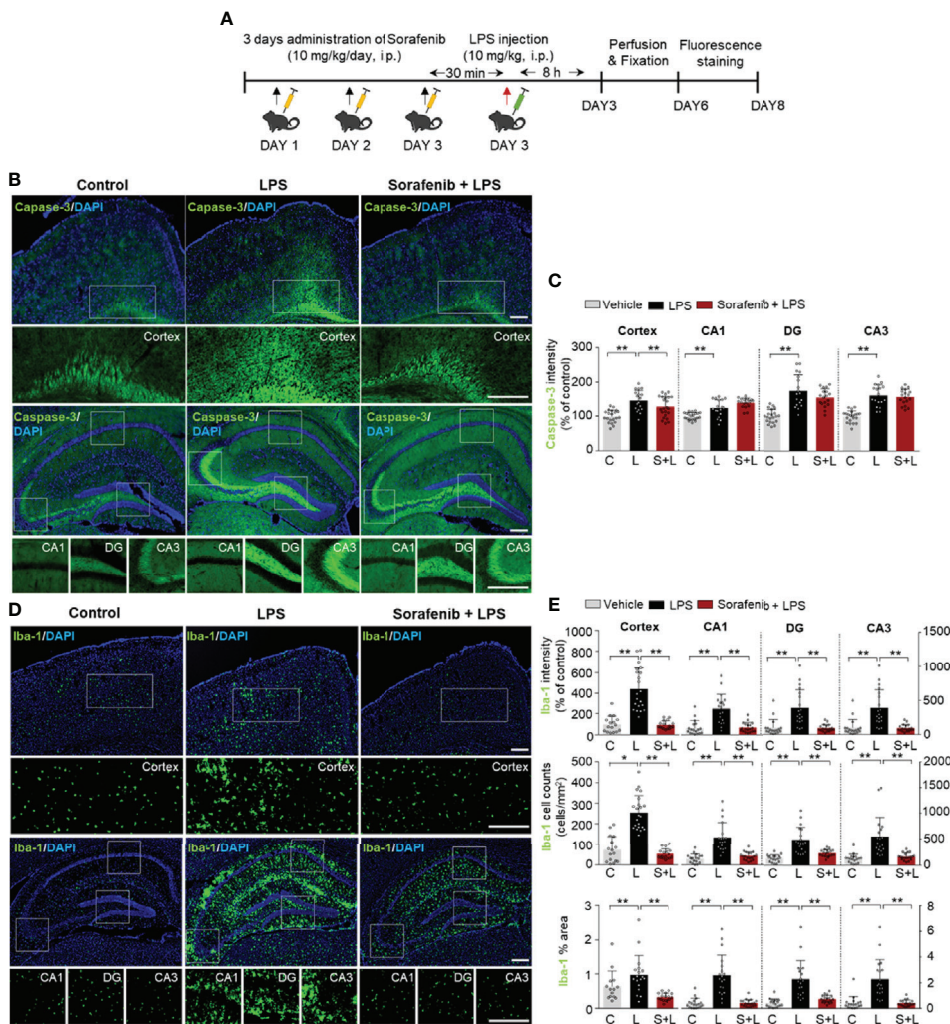 A
3 days administration of Sorafenib
(10 mg/kg/day, i.p.)
LPS injection
(10 mg/kg, i.p.)
Perfusion
& Fixation
Fluorescence
staining
30 min
8 h
DAY3
DAY6
DAY8
DAY 1
DAY 2
DAY 3
DAY 3
B
Control
LPS
Sorafenib + LPS
Capase-3/DAPI
Capase-3/DAPI
Capase-3/DAPI
Cortex
Cortex
Cortex
Caspase-3/
DAPI
Caspase-3/
DAPI
Caspase-3/
DAPI
CA1
DG
CA3
CA1
DG
CA3
CA1
DG
CA3
C
Vehicle
LPS
Sorafenib + LPS
Cortex
CA1
DG
CA3
Caspase-3 intensity
(% of control)
300
200
150
100
50
0
** ** ** ** **
C L S+L C L S+L C L S+L C L S+L
D
Control
LPS
Sorafenib + LPS
Iba-1/DAPI
Iba-1/DAPI
Iba-1/DAPI
Cortex
Cortex
Cortex
Iba-1/DAPI
Iba-1/DAPI
Iba-1/DAPI
CA1
DG
CA3
CA1
DG
CA3
CA1
DG
CA3
E
Vehicle
LPS
Sorafenib + LPS
Cortex
CA1
DG
CA3
Iba-1 intensity
(% of control)
1000
800
600
400
200
0
1500
1000
500
0
** ** ** ** ** ** ** **
C L S+L C L S+L C L S+L C L S+L
Iba-1 cell counts
(cells/mm²)
500
400
300
200
100
0
2000
1500
1000
500
0
* ** ** ** ** ** ** **
C L S+L C L S+L C L S+L C L S+L
Iba-1 % area
3
2
1
0
8
6
4
2
0
** ** ** ** ** ** ** **
C L S+L C L S+L C L S+L C L S+L